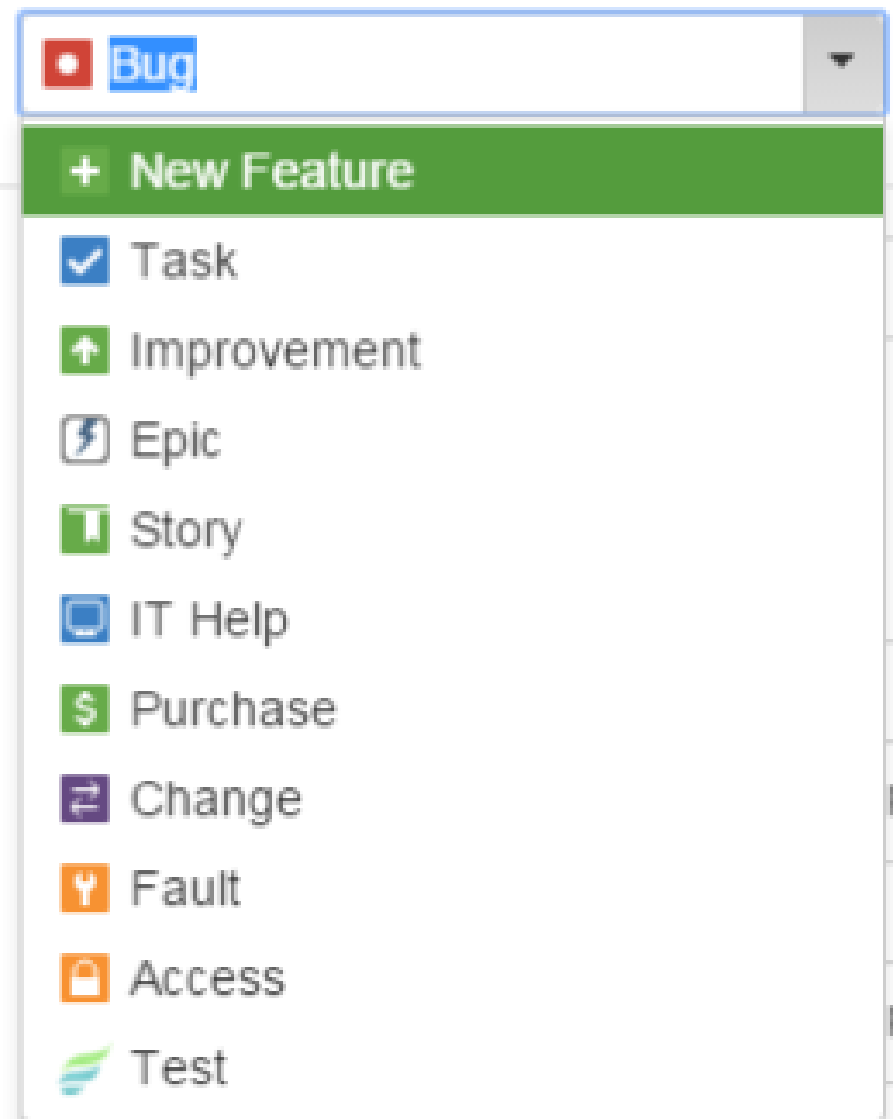 Bug
New Feature
Task
Improvement
Epic
Story
IT Help
Purchase
Change
Fault
Access
Test